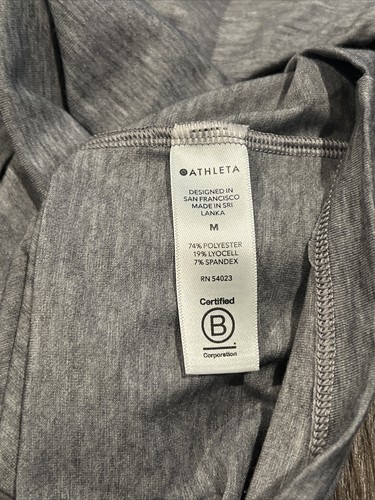 ATHLETA
DESIGNED IN
SAN FRANCISCO
MADE IN SRI
LANKA
M
74% POLYESTER
19% LYOCELL
7% SPANDEX
RN 54023
Certified
B
Corporation